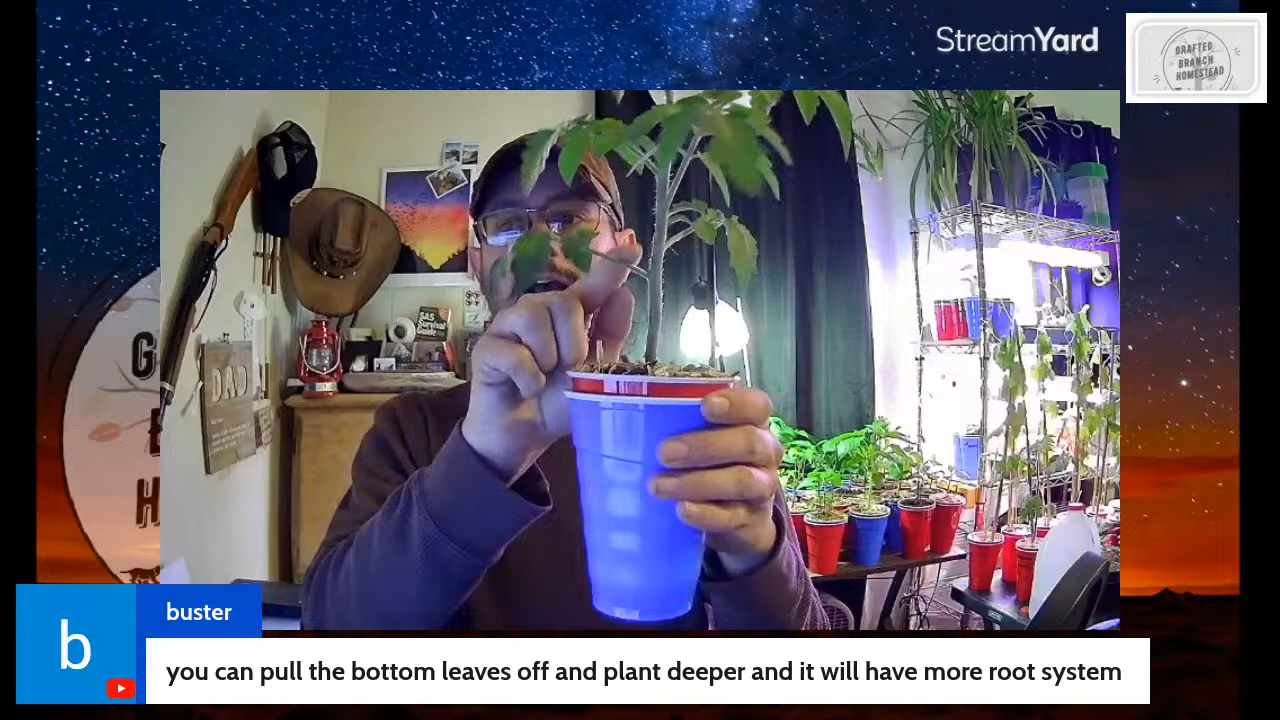 StreamYard
GRAFTED
BRANCH
HOMESTEAD
SAS
Survival
Guide
DAD
G
H
buster
b
you can pull the bottom leaves off and plant deeper and it will have more root system